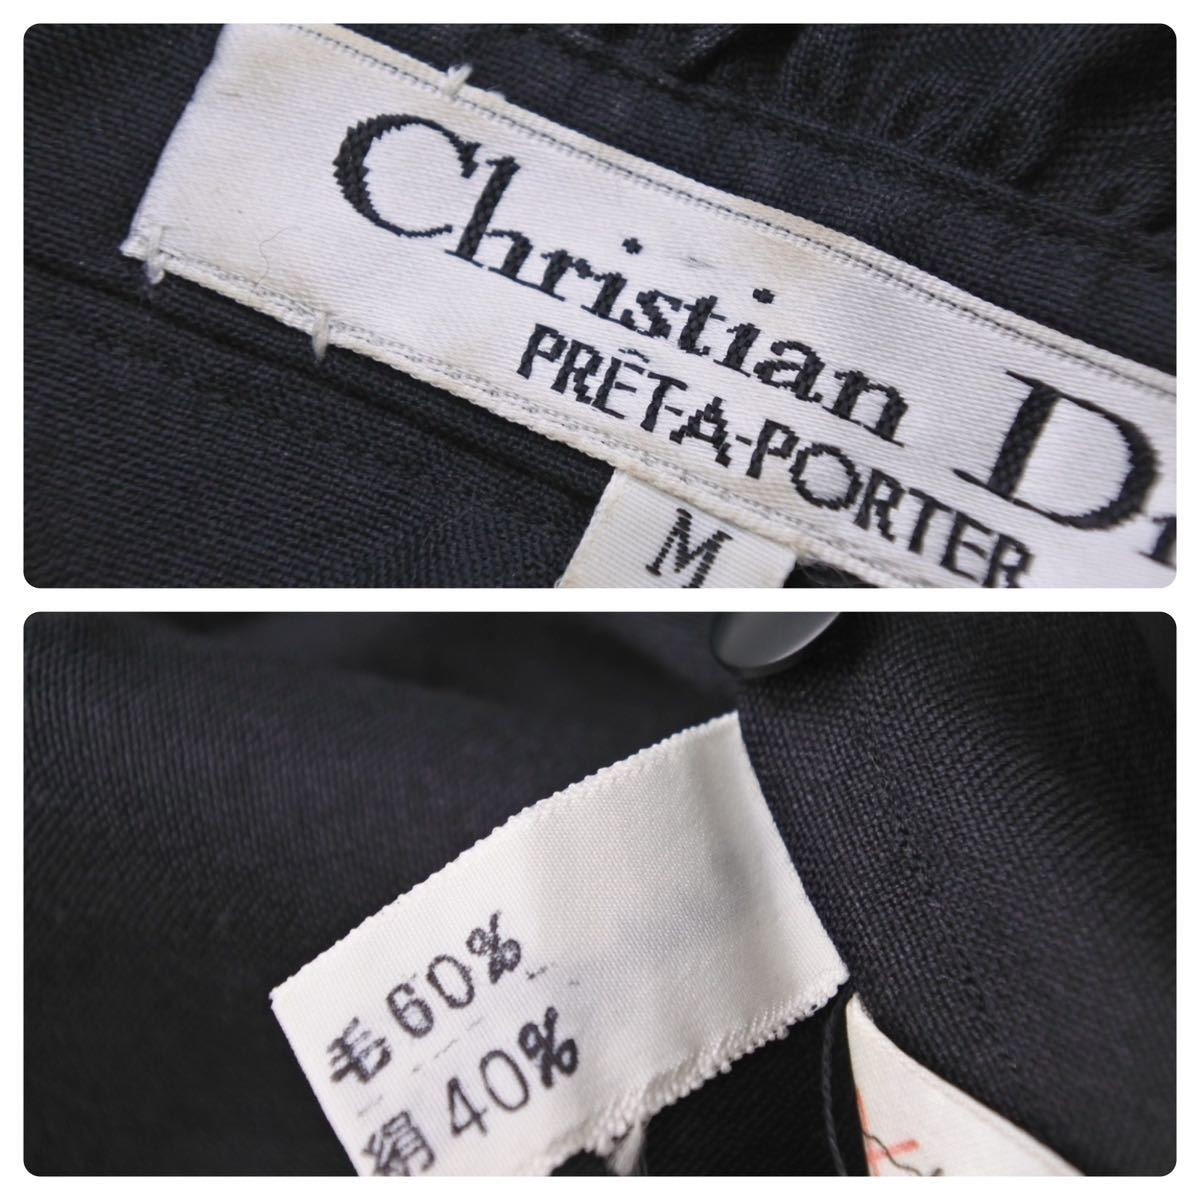 Christian D
PRÊT-À-PORTER
M
毛60%
絹40%